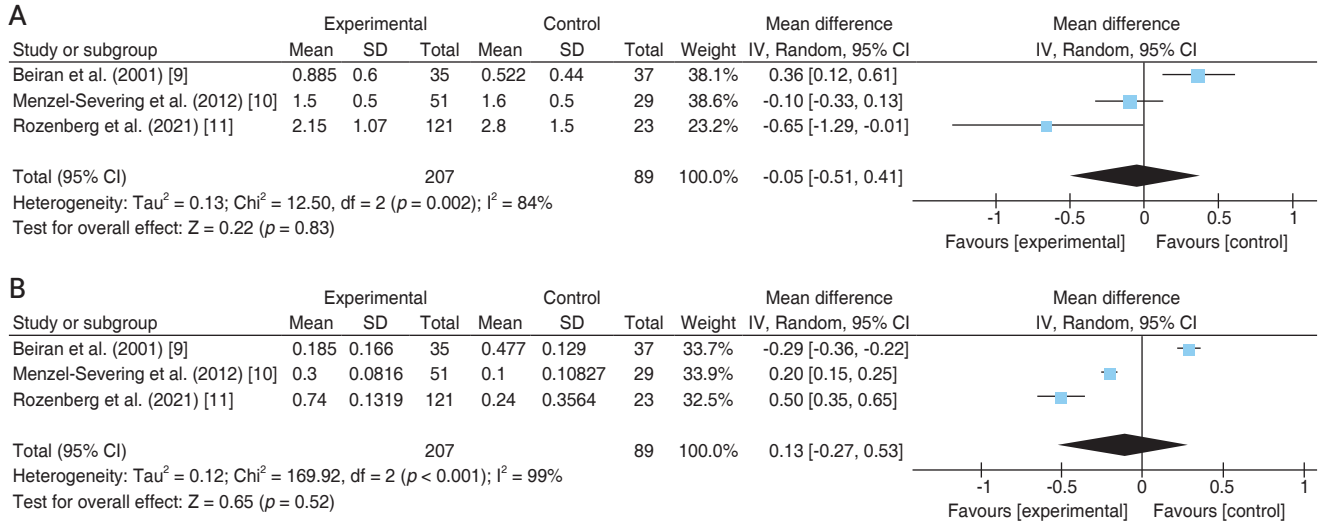 A
Experimental Control Mean difference Mean difference
Study or subgroup Mean SD Total Mean SD Total Weight IV, Random, 95% CI IV, Random, 95% CI
Beiran et al. (2001) [9] 0.885 0.6 35 0.522 0.44 37 38.1% 0.36 [0.12, 0.61]
Menzel-Severing et al. (2012) [10] 1.5 0.5 51 1.6 0.5 29 38.6% -0.10 [-0.33, 0.13]
Rozenberg et al. (2021) [11] 2.15 1.07 121 2.8 1.5 23 23.2% -0.65 [-1.29, -0.01]
Total (95% CI) 207 89 100.0% -0.05 [-0.51, 0.41]
Heterogeneity: Tau² = 0.13; Chi² = 12.50, df = 2 (p = 0.002); I² = 84%
Test for overall effect: Z = 0.22 (p = 0.83)
-1 -0.5 0 0.5 1
Favours [experimental] Favours [control]
B
Experimental Control Mean difference Mean difference
Study or subgroup Mean SD Total Mean SD Total Weight IV, Random, 95% CI IV, Random, 95% CI
Beiran et al. (2001) [9] 0.185 0.166 35 0.477 0.129 37 33.7% -0.29 [-0.36, -0.22]
Menzel-Severing et al. (2012) [10] 0.3 0.0816 51 0.1 0.10827 29 33.9% 0.20 [0.15, 0.25]
Rozenberg et al. (2021) [11] 0.74 0.1319 121 0.24 0.3564 23 32.5% 0.50 [0.35, 0.65]
Total (95% CI) 207 89 100.0% 0.13 [-0.27, 0.53]
Heterogeneity: Tau² = 0.12; Chi² = 169.92, df = 2 (p < 0.001); I² = 99%
Test for overall effect: Z = 0.65 (p = 0.52)
-1 -0.5 0 0.5 1
Favours [experimental] Favours [control]